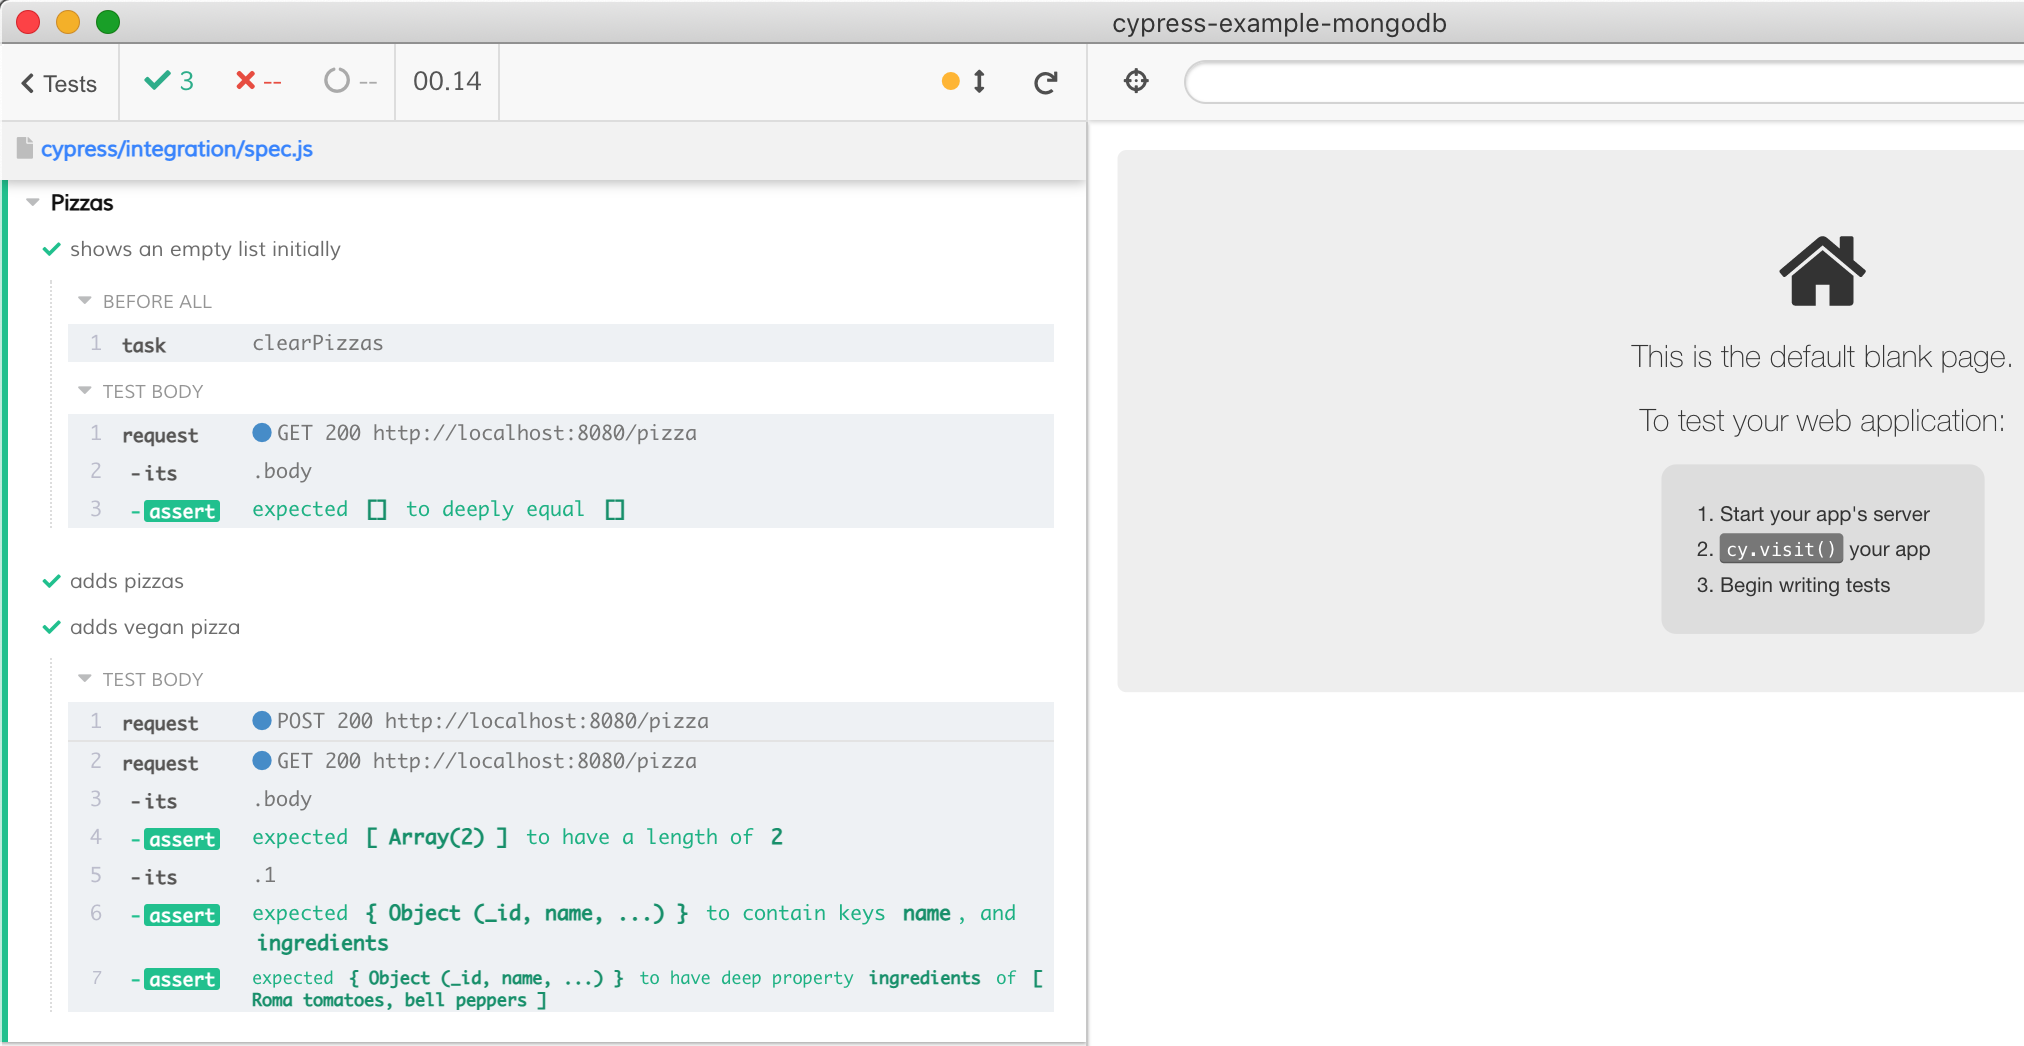 cypress-example-mongodb
Tests 3 -- -- 00.14
cypress/integration/spec.js
Pizzas
shows an empty list initially
BEFORE ALL
1 task clearPizzas
TEST BODY
1 request GET 200 http://localhost:8080/pizza
2 -its .body
3 -assert expected [] to deeply equal []
adds pizzas
adds vegan pizza
TEST BODY
1 request POST 200 http://localhost:8080/pizza
2 request GET 200 http://localhost:8080/pizza
3 -its .body
4 -assert expected [ Array(2) ] to have a length of 2
5 -its .1
6 -assert expected { Object (_id, name, ...) } to contain keys name, and
ingredients
7 -assert expected { Object (_id, name, ...) } to have deep property ingredients of [
Roma tomatoes, bell peppers ]
This is the default blank page.
To test your web application:
1. Start your app's server
2. cy.visit() your app
3. Begin writing tests